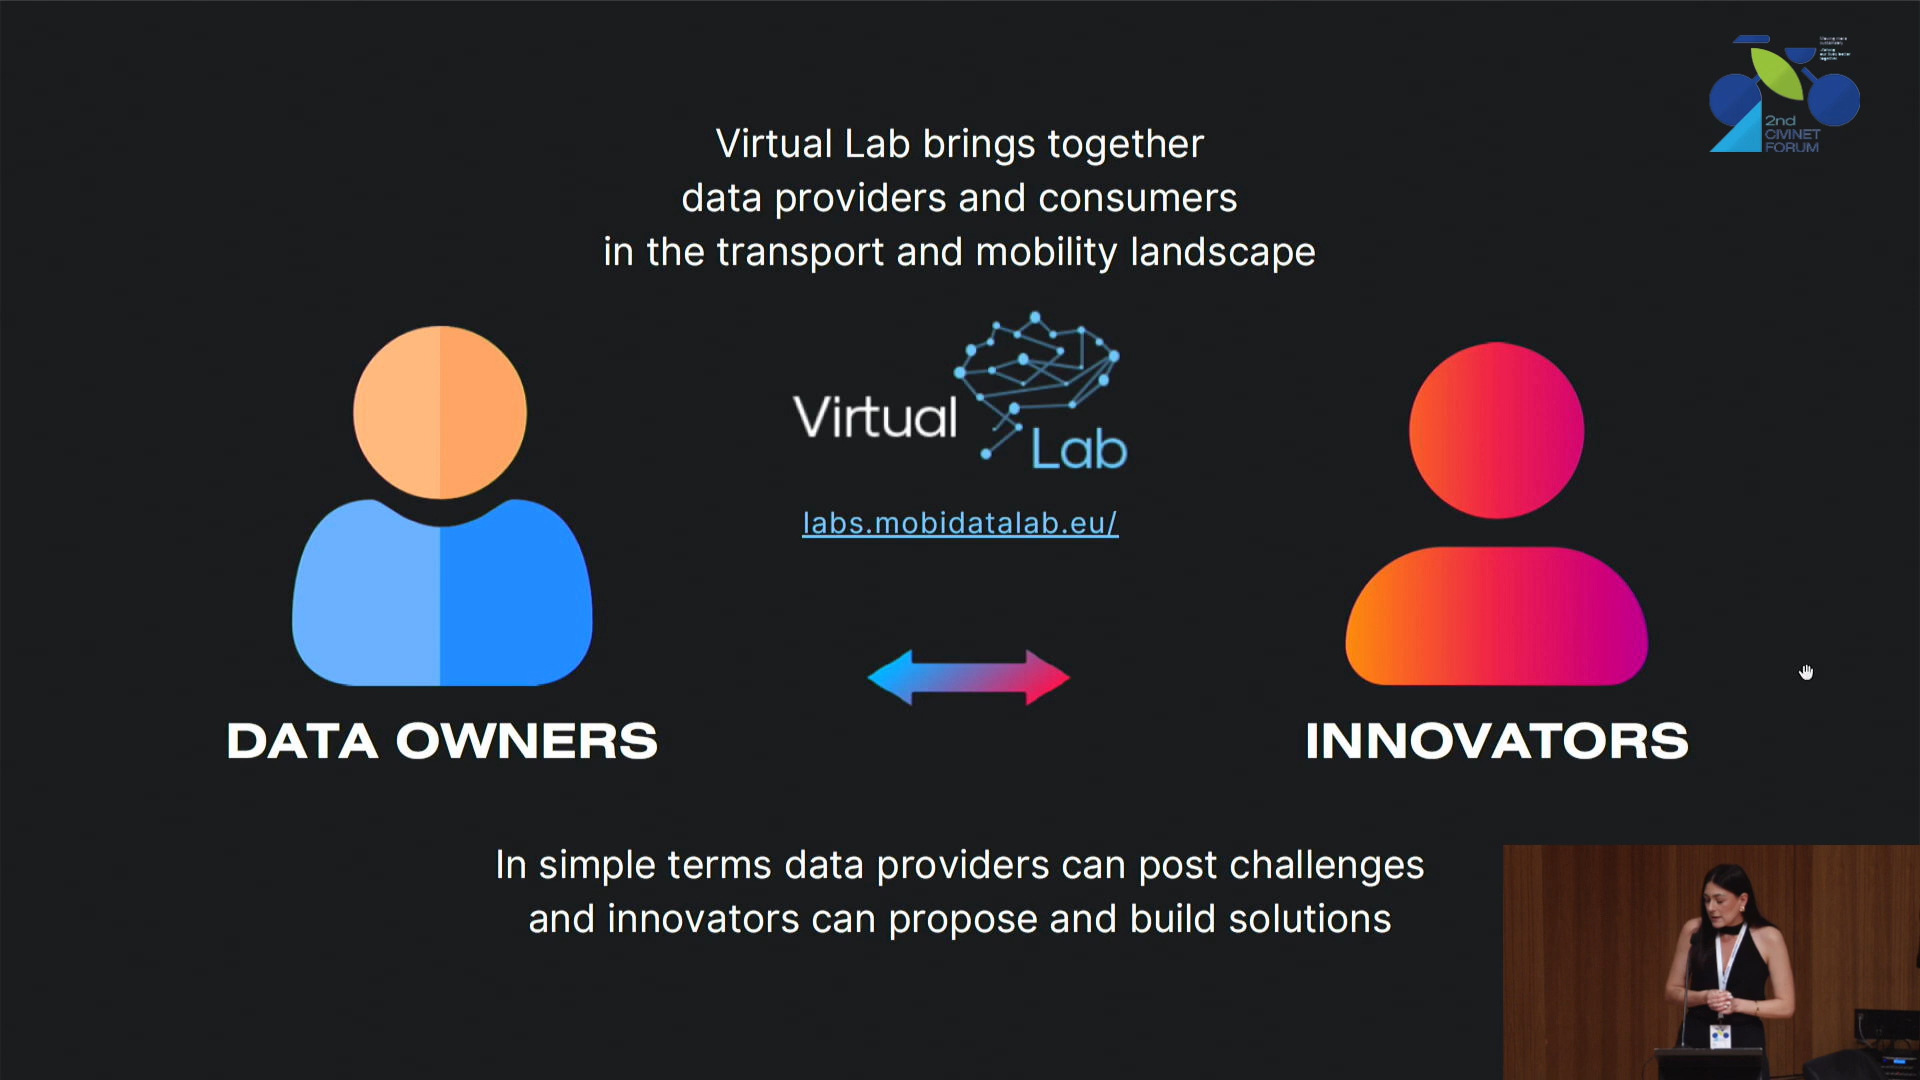 2nd
CIVINET
FORUM
Virtual Lab brings together
data providers and consumers
in the transport and mobility landscape
Virtual
Lab
labs.mobidatalab.eu/
DATA OWNERS
INNOVATORS
In simple terms data providers can post challenges
and innovators can propose and build solutions